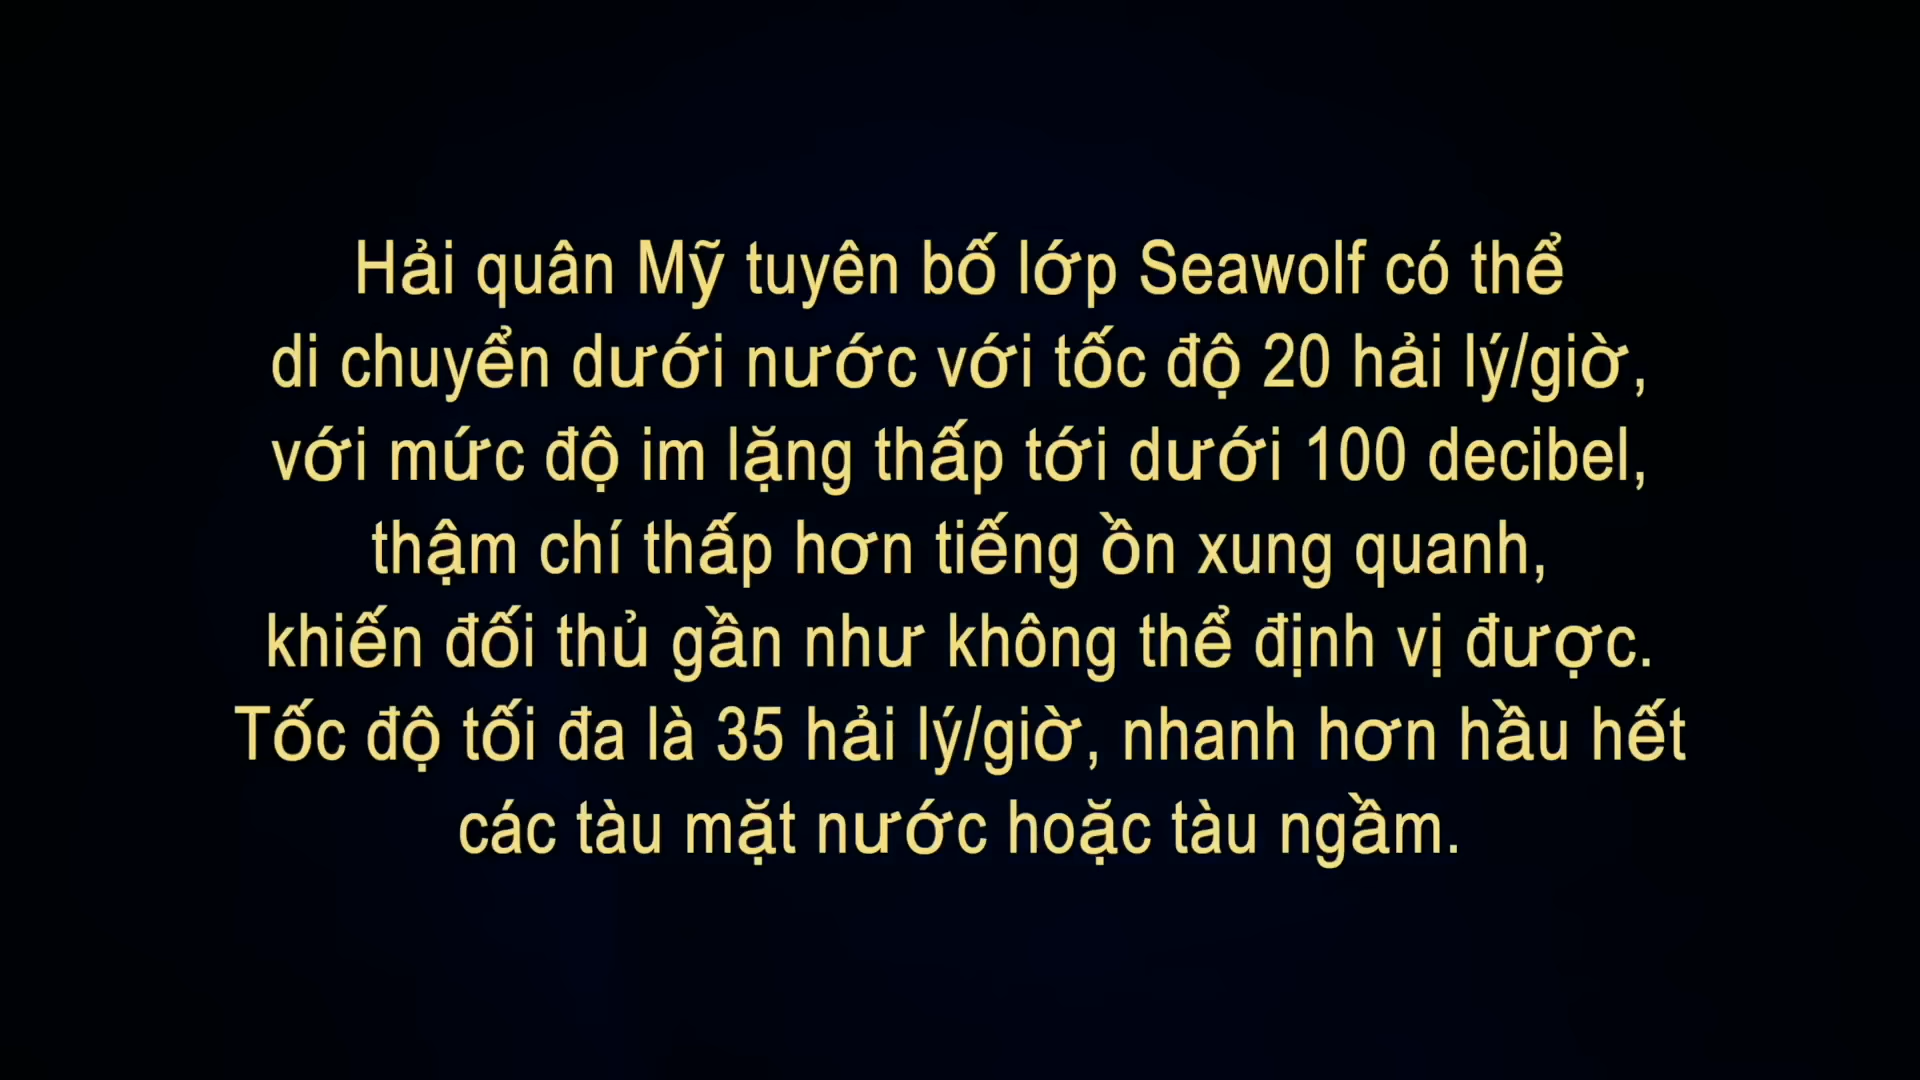 Hải quân Mỹ tuyên bố lớp Seawolf có thể
di chuyển dưới nước với tốc độ 20 hải lý/giờ,
với mức độ im lặng thấp tới dưới 100 decibel,
thậm chí thấp hơn tiếng ồn xung quanh,
khiến đối thủ gần như không thể định vị được.
Tốc độ tối đa là 35 hải lý/giờ, nhanh hơn hầu hết
các tàu mặt nước hoặc tàu ngầm.